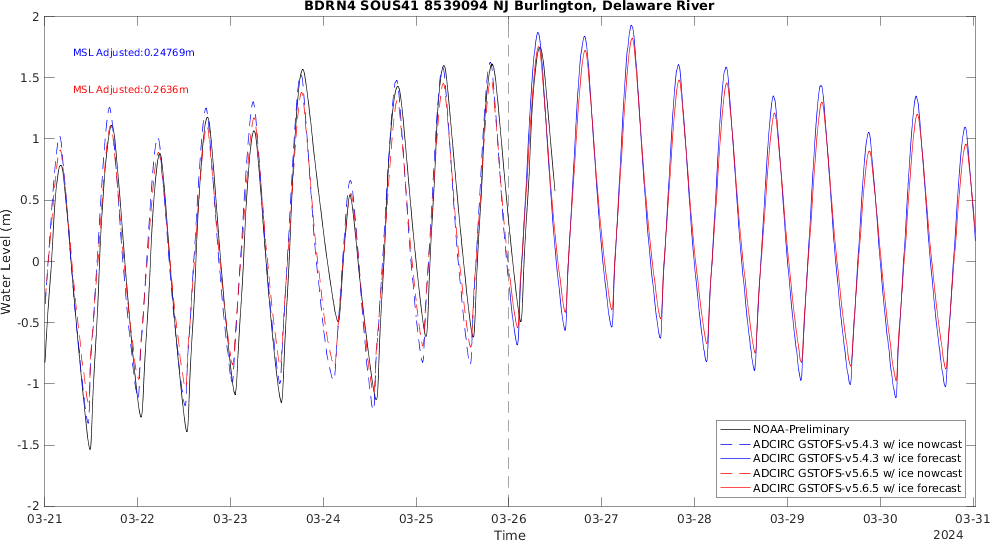 BDRN4 SOUS41 8539094 NJ Burlington, Delaware River
2
1.5
1
0.5
0
-0.5
-1
-1.5
-2
Water Level (m)
MSL Adjusted:0.24769m
MSL Adjusted:0.2636m
NOAA-Preliminary
ADCIRC GSTOFS-v5.4.3 w/ ice nowcast
ADCIRC GSTOFS-v5.4.3 w/ ice forecast
ADCIRC GSTOFS-v5.6.5 w/ ice nowcast
ADCIRC GSTOFS-v5.6.5 w/ ice forecast
03-21 03-22 03-23 03-24 03-25 03-26 03-27 03-28 03-29 03-30 03-31
Time
2024